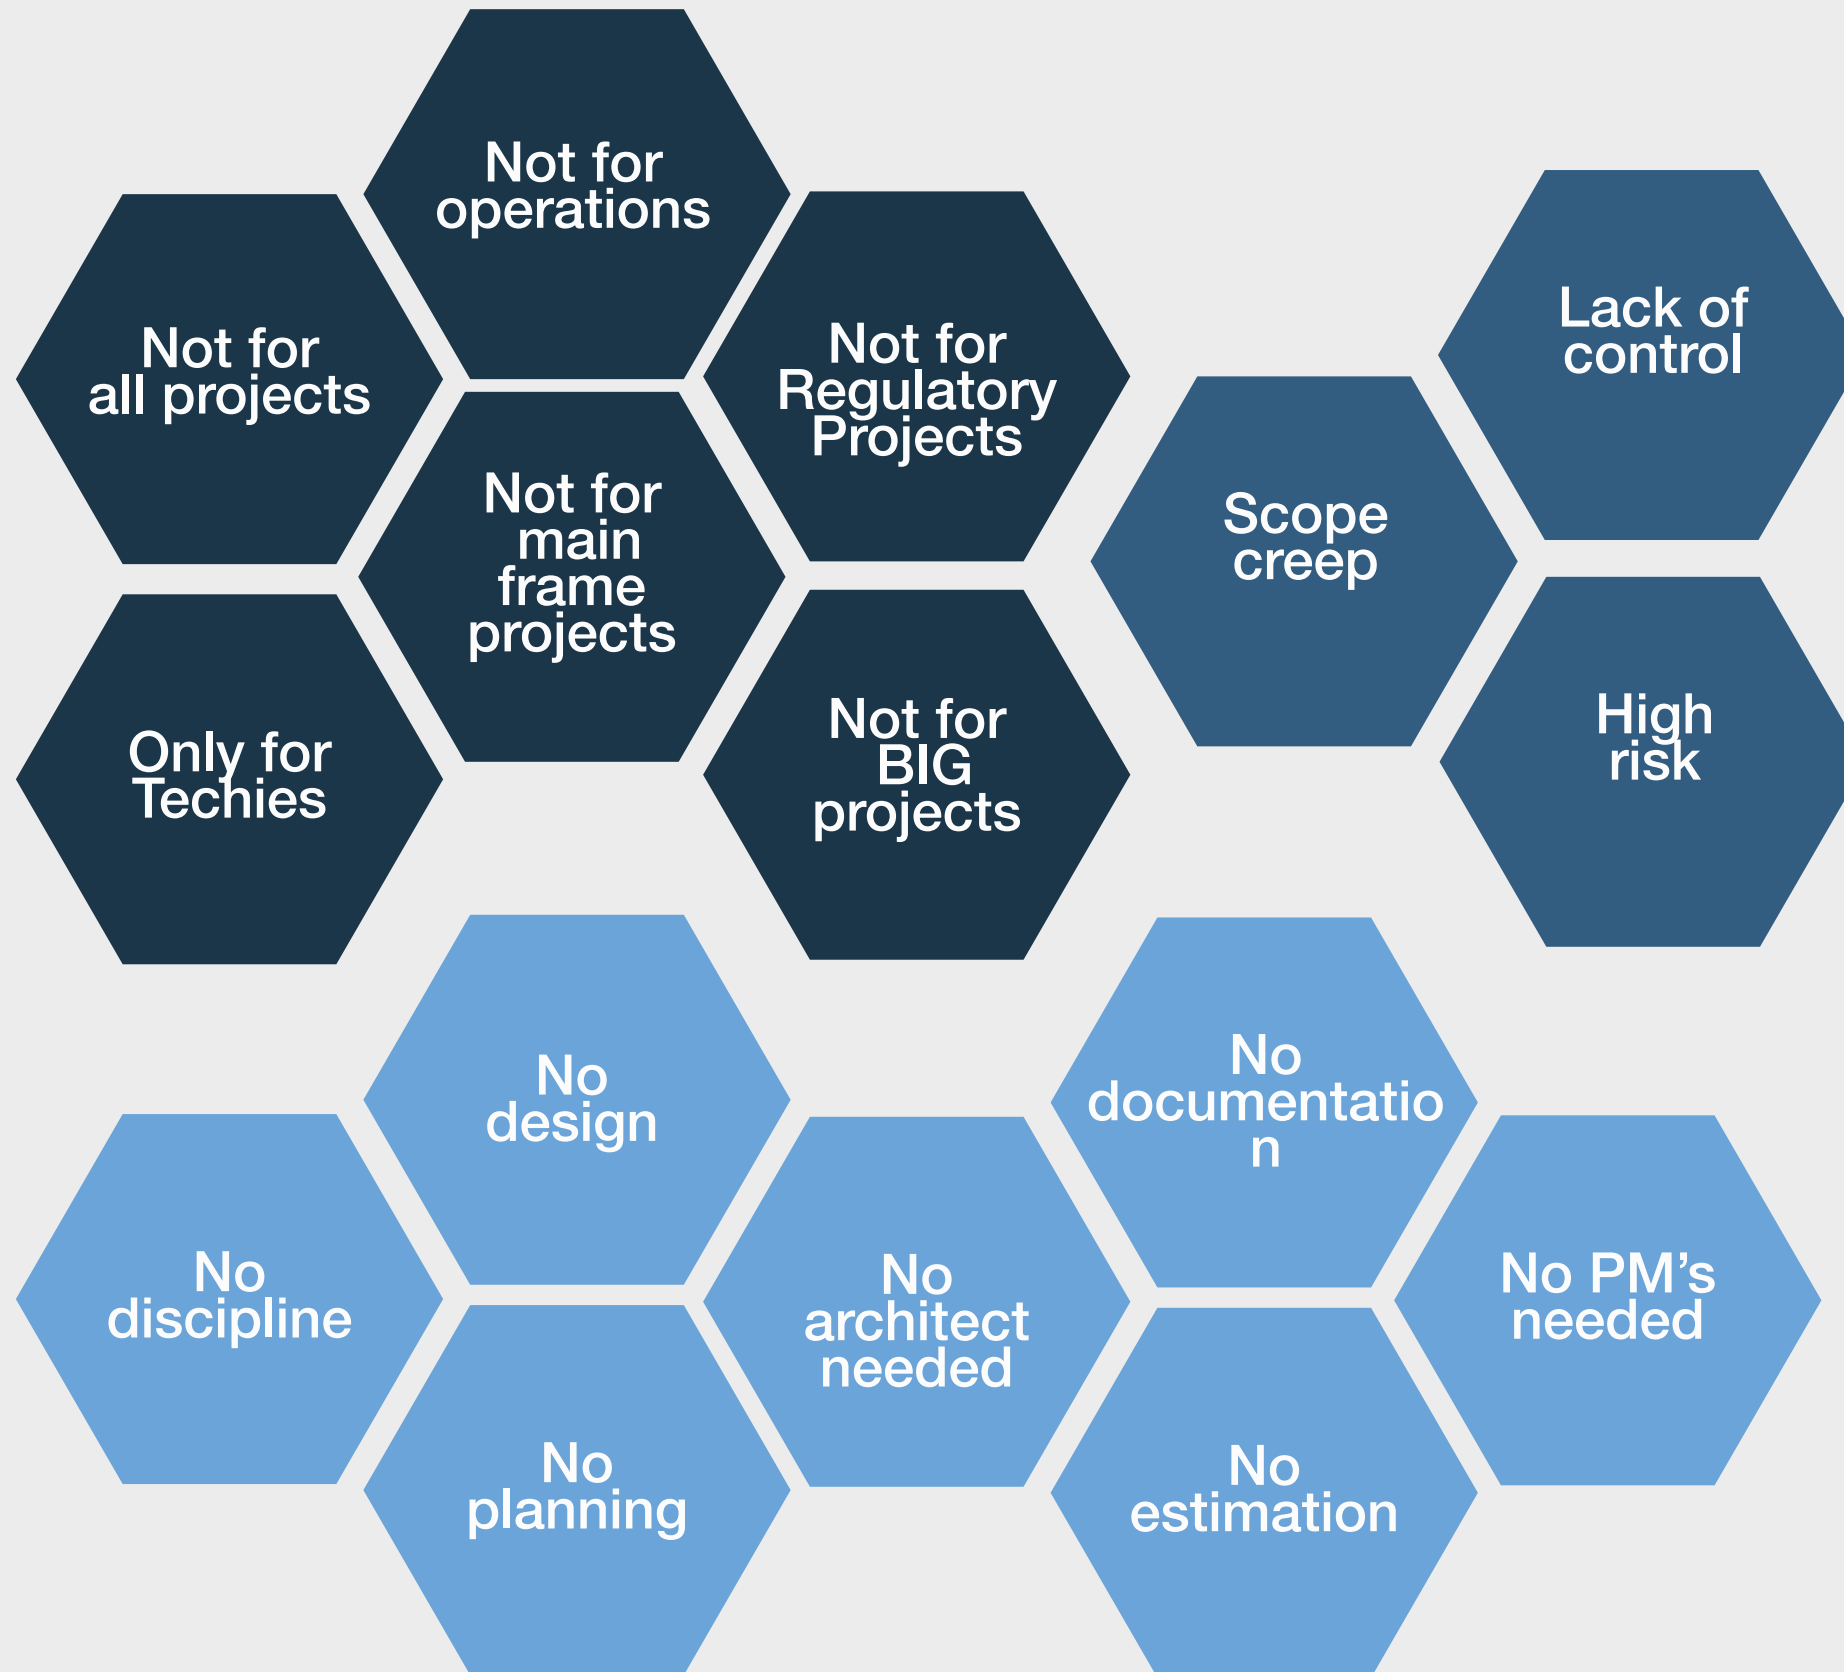 Not for
operations
Not for
all projects
Not for
Regulatory
Projects
Lack of
control
Not for
main
frame
projects
Scope
creep
Only for
Techies
Not for
BIG
projects
High
risk
No
design
No
documentatio
n
No
discipline
No
architect
needed
No PM’s
needed
No
planning
No
estimation